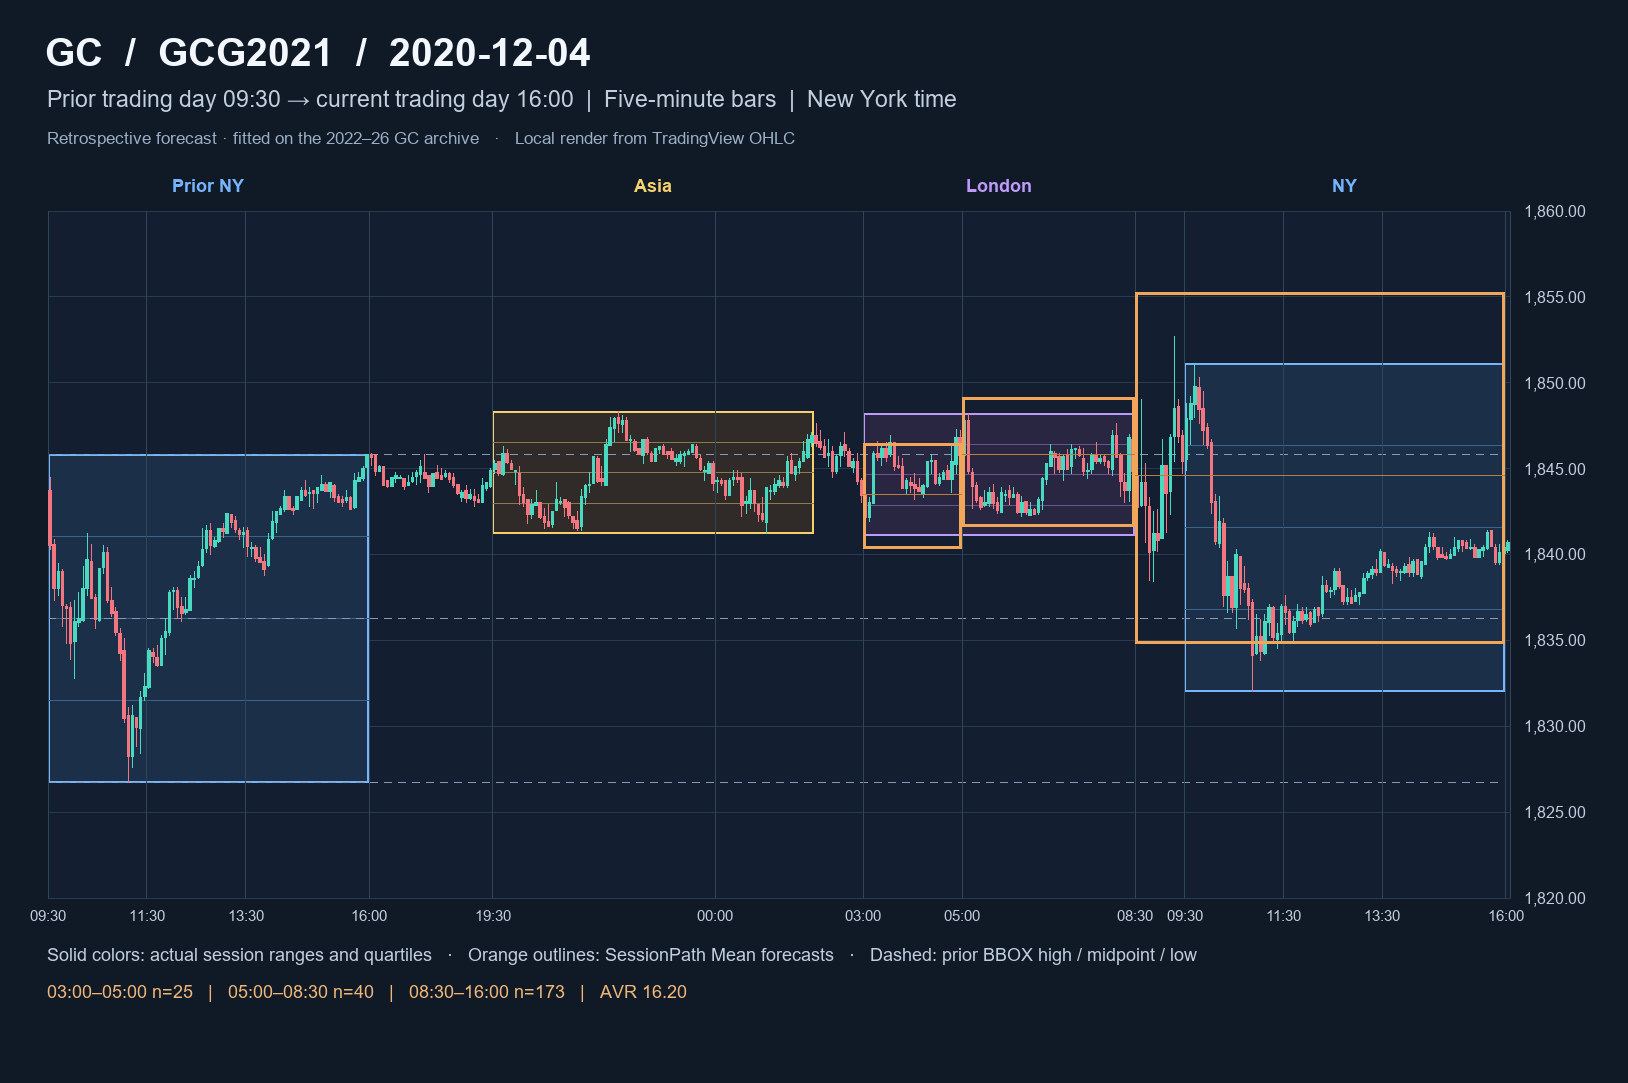 GC / GCG2021 / 2020-12-04
Prior trading day 09:30 → current trading day 16:00 | Five-minute bars | New York time
Retrospective forecast · fitted on the 2022–26 GC archive · Local render from TradingView OHLC
Prior NY Asia London NY
1,860.00
1,855.00
1,850.00
1,845.00
1,840.00
1,835.00
1,830.00
1,825.00
1,820.00
09:30 11:30 13:30 16:00 19:30 00:00 03:00 05:00 08:30 09:30 11:30 13:30 16:00
Solid colors: actual session ranges and quartiles · Orange outlines: SessionPath Mean forecasts · Dashed: prior BBOX high / midpoint / low
03:00–05:00 n=25 | 05:00–08:30 n=40 | 08:30–16:00 n=173 | AVR 16.20